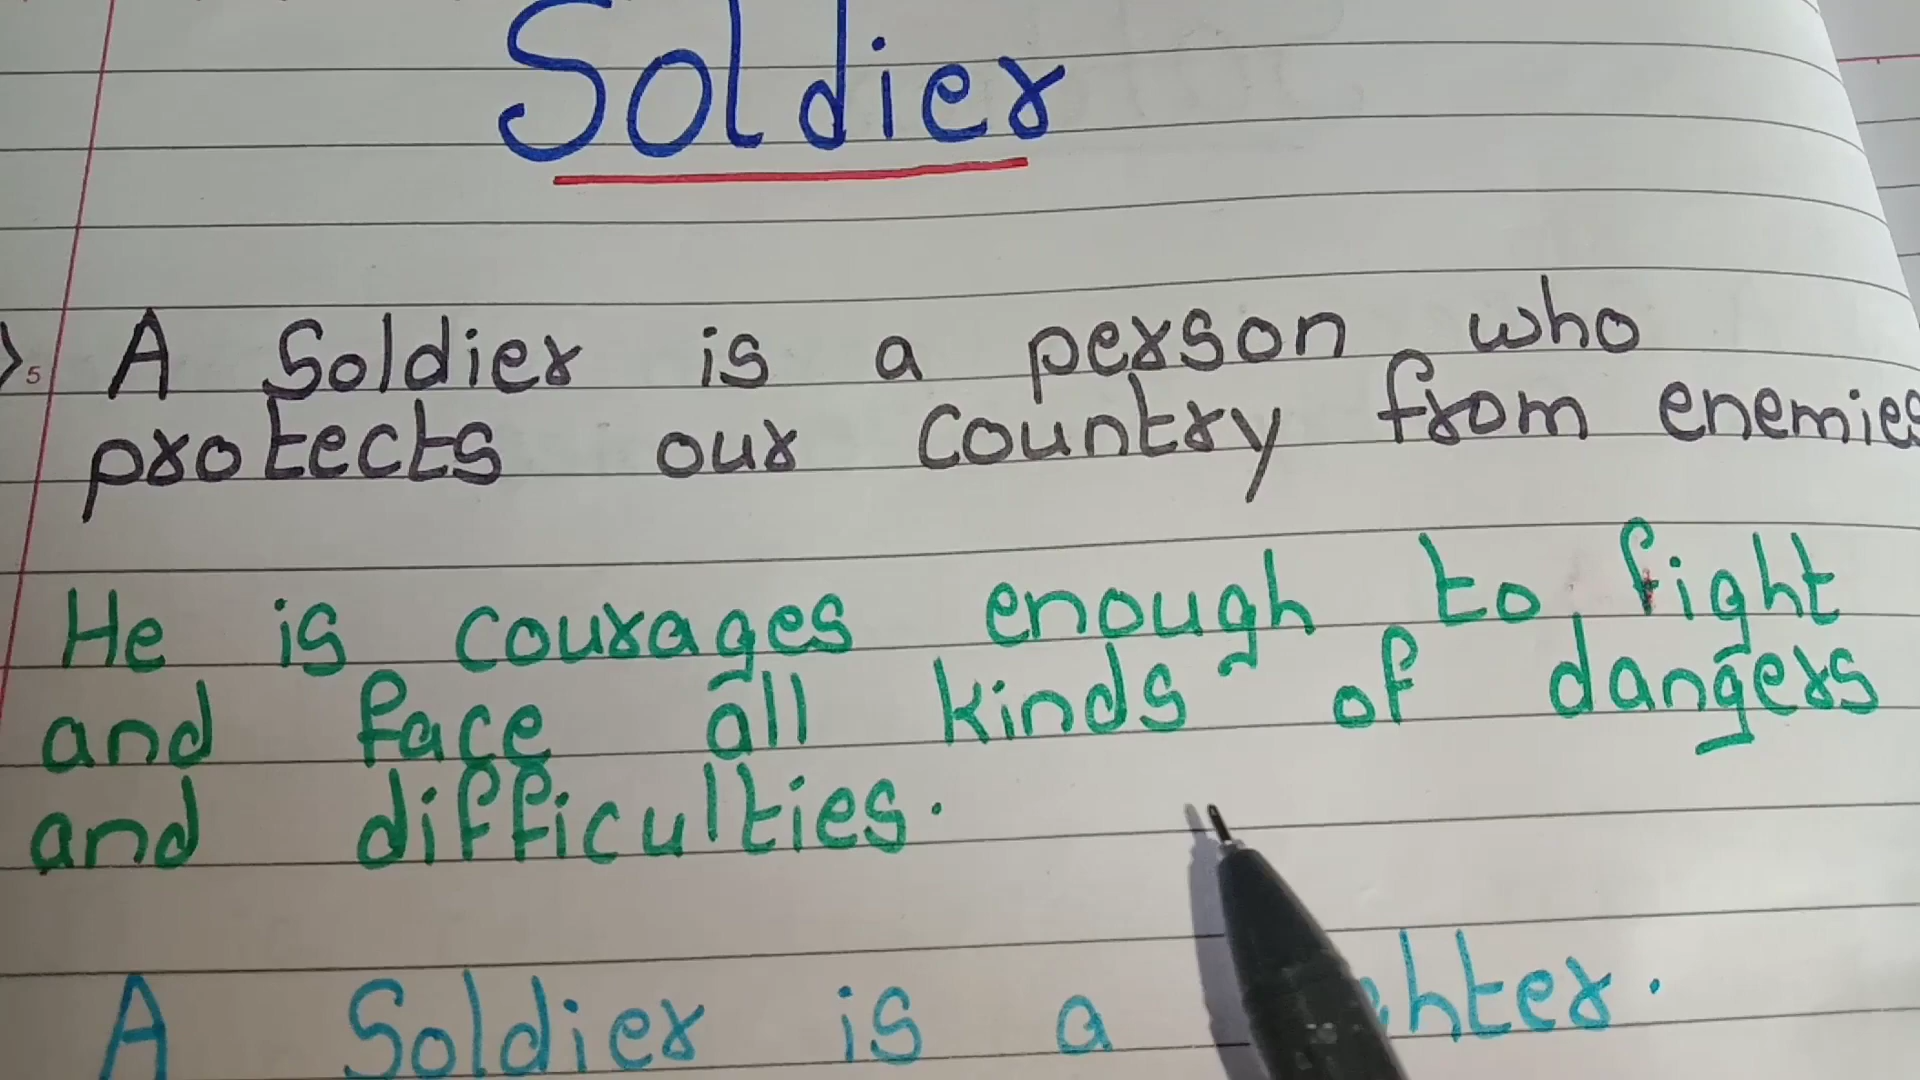 Soldier
A Soldier is a person who
protects our Country from enemies
He is courages enough to fight
and face all kinds of dangers
and difficulties.
A Soldier is a